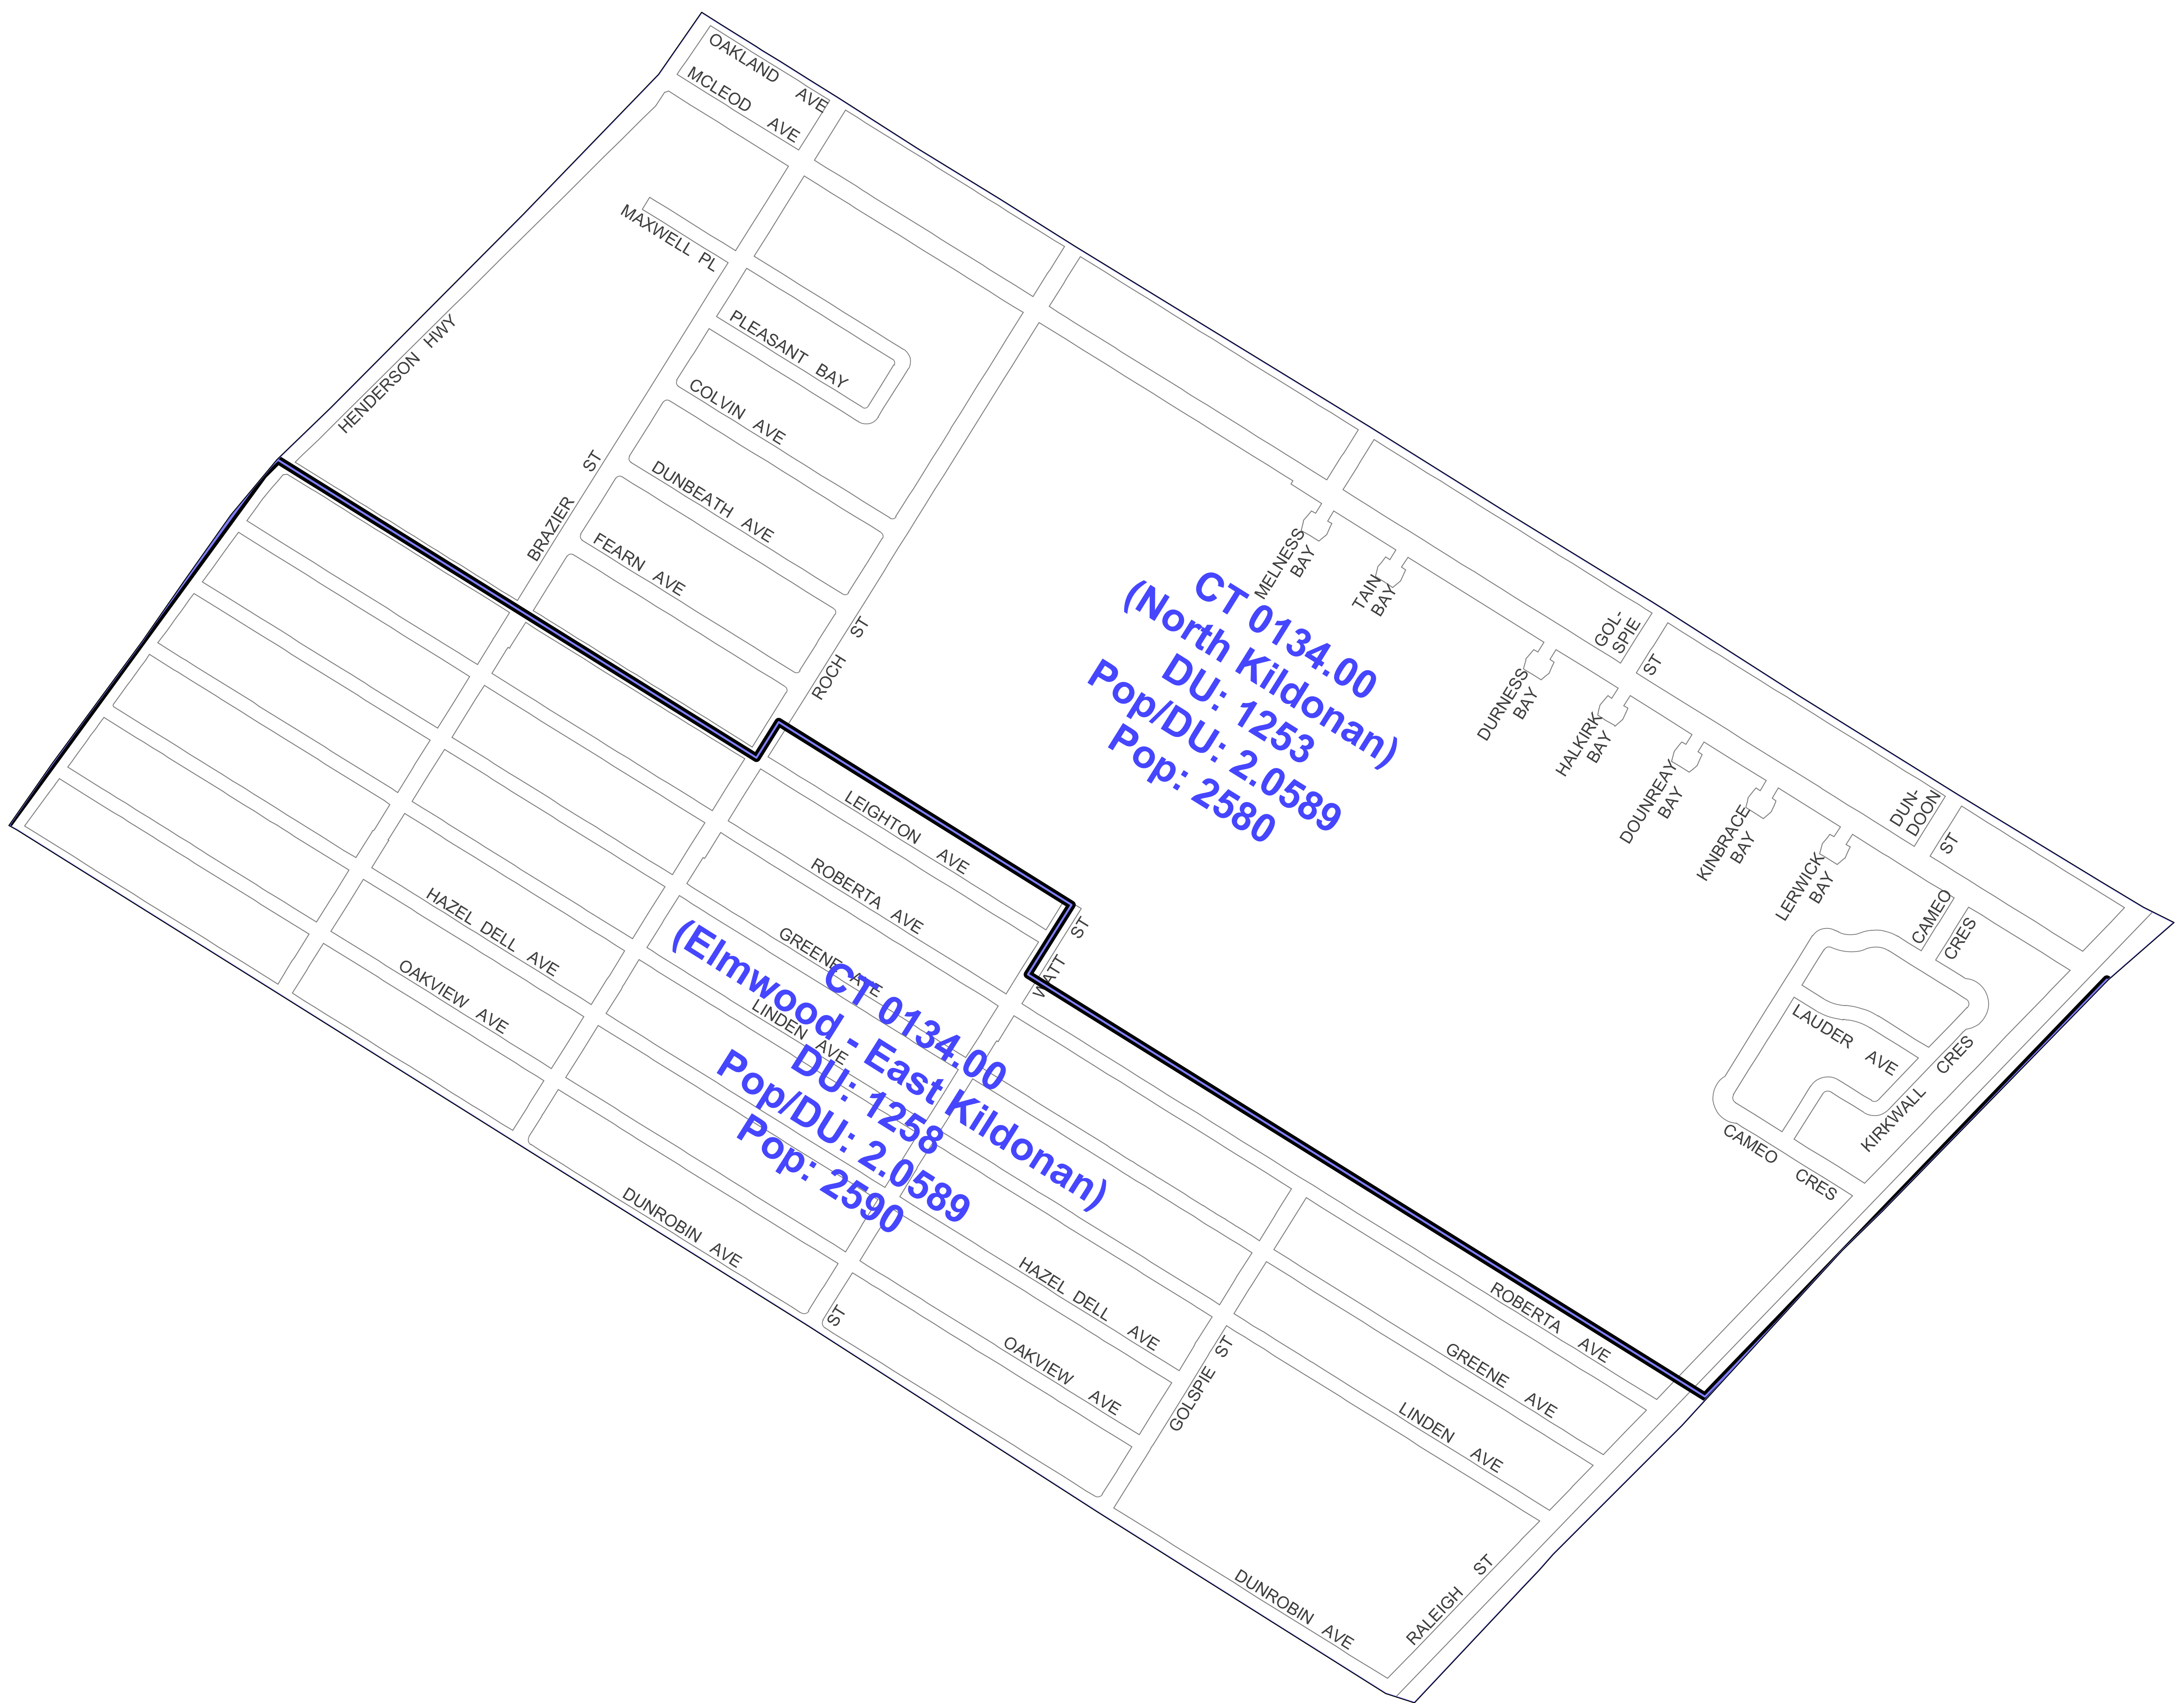 OAKLAND AVE
MCLEOD AVE
MAXWELL PL
HENDERSON HWY
PLEASANT BAY
COLVIN AVE
BRAZIER ST
DUNBEATH AVE
FEARN AVE
ROCH ST
MELNESS
BAY
TAIN
BAY
CT 0134.00
(North Kildonan)
DU: 1253
Pop/DU: 2.0589
Pop: 2580
GOL-
SPIE
ST
DURNESS
BAY
HALKIRK
BAY
DOUNREAY
BAY
KINBRACE
BAY
LERWICK
BAY
DUN-
DOON
ST
CAMEO
CRES
LAUDER AVE
KIRKWALL CRES
CAMEO CRES
LEIGHTON AVE
ROBERTA AVE
GREENE AVE
WATT ST
LINDEN AVE
HAZEL DELL AVE
OAKVIEW AVE
CT 0134.00
(Elmwood - East Kildonan)
DU: 1258
Pop/DU: 2.0589
Pop: 2590
DUNROBIN AVE
ST
HAZEL DELL AVE
OAKVIEW AVE
GOLSPIE ST
ROBERTA AVE
GREENE AVE
LINDEN AVE
DUNROBIN AVE
RALEIGH ST